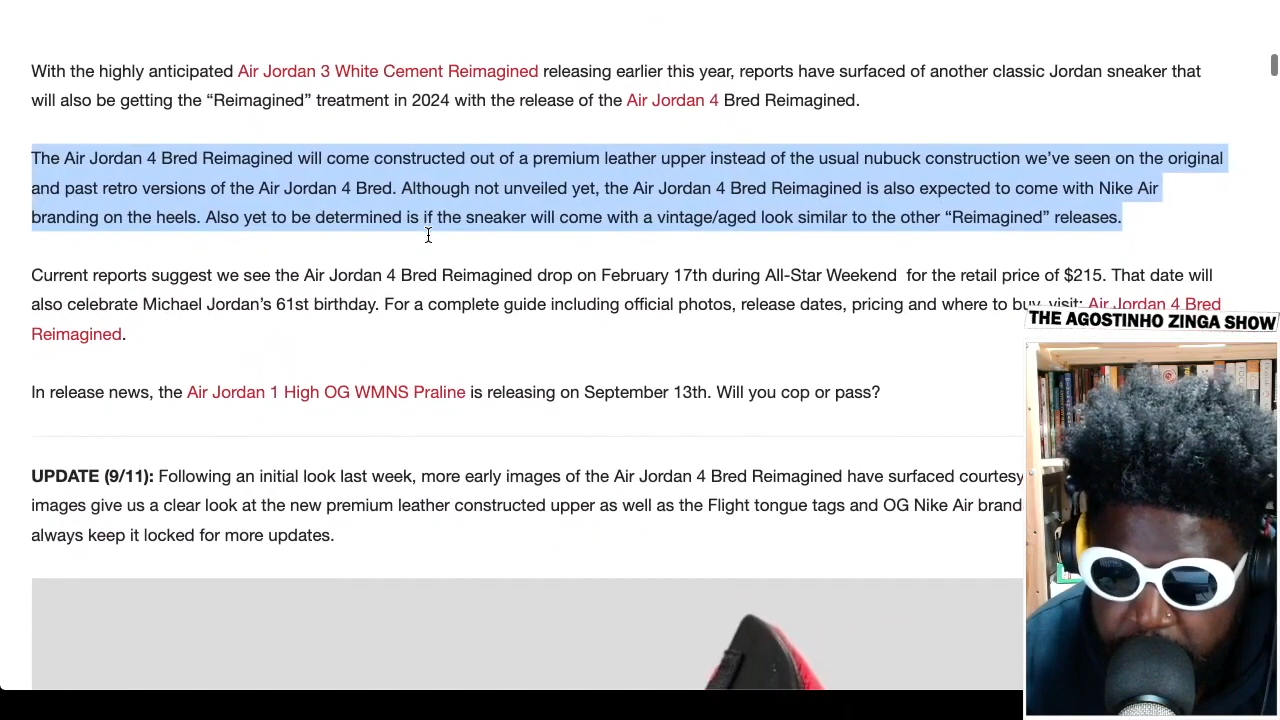 With the highly anticipated Air Jordan 3 White Cement Reimagined releasing earlier this year, reports have surfaced of another classic Jordan sneaker that
will also be getting the “Reimagined” treatment in 2024 with the release of the Air Jordan 4 Bred Reimagined.
The Air Jordan 4 Bred Reimagined will come constructed out of a premium leather upper instead of the usual nubuck construction we’ve seen on the original
and past retro versions of the Air Jordan 4 Bred. Although not unveiled yet, the Air Jordan 4 Bred Reimagined is also expected to come with Nike Air
branding on the heels. Also yet to be determined is if the sneaker will come with a vintage/aged look similar to the other “Reimagined” releases.
Current reports suggest we see the Air Jordan 4 Bred Reimagined drop on February 17th during All-Star Weekend for the retail price of $215. That date will
also celebrate Michael Jordan’s 61st birthday. For a complete guide including official photos, release dates, pricing and where to buy, visit: Air Jordan 4 Bred
Reimagined.
THE AGOSTINHO ZINGA SHOW
In release news, the Air Jordan 1 High OG WMNS Praline is releasing on September 13th. Will you cop or pass?
UPDATE (9/11): Following an initial look last week, more early images of the Air Jordan 4 Bred Reimagined have surfaced courtesy
images give us a clear look at the new premium leather constructed upper as well as the Flight tongue tags and OG Nike Air brand
always keep it locked for more updates.